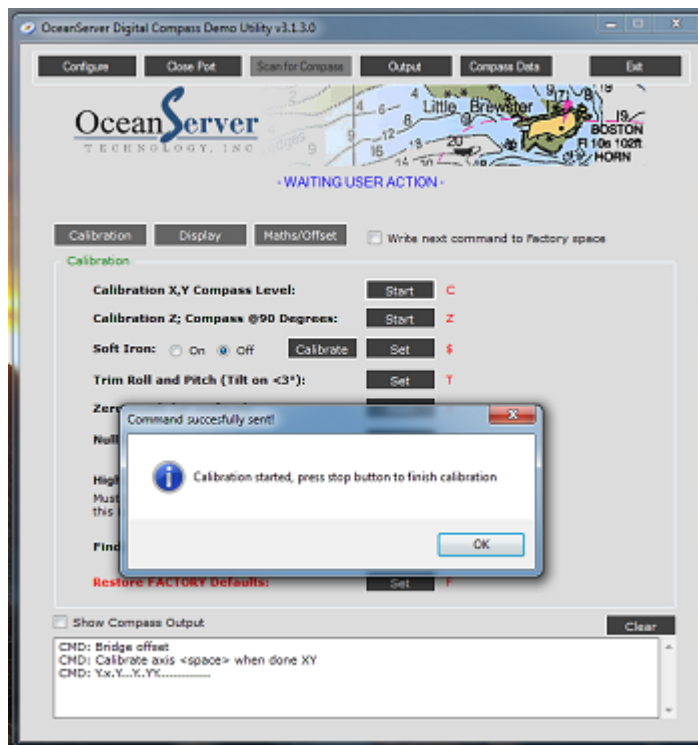 OceanServer Digital Compass Demo Utility v3.1.3.0
Configure Close Port Scan for Compass Output Compass Data Exit
OceanServer
TECHNOLOGY, INC
Little Brewster I
BOSTON
Fl 10s 102ft
HORN
- WAITING USER ACTION -
Calibration Display Maths/Offset Write next command to Factory space
Calibration
Calibration X,Y Compass Level: Start C
Calibration Z; Compass @90 Degrees: Start Z
Soft Iron: On Off Calibrate Set $
Trim Roll and Pitch (Tilt on <3°): Set T
Command succesfully sent!
Null
Calibration started, press stop button to finish calibration
High
Must
this
OK
Find
Restore FACTORY Defaults: Set F
Show Compass Output Clear
CMD: Bridge offset
CMD: Calibrate axis <space> when done XY